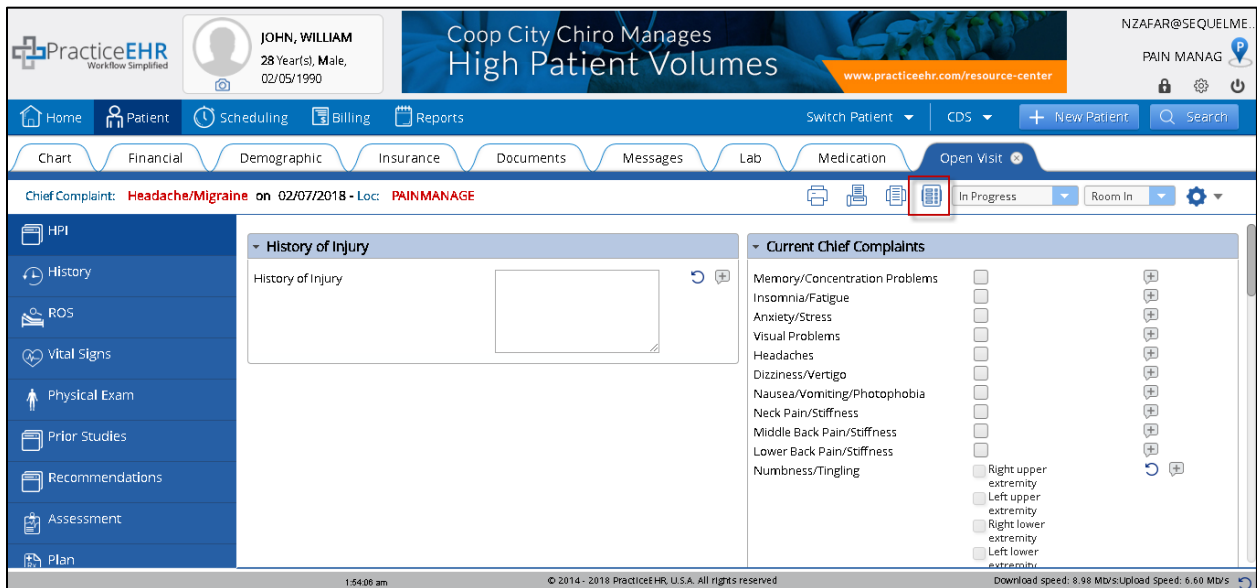 PracticeEHR
Workflow Simplified
JOHN, WILLIAM
28 Year(s), Male,
02/05/1990
Coop City Chiro Manages
High Patient Volumes
www.practiceehr.com/resource-center
NZAFAR@SEQUELME..
PAIN MANAG
P
Home
Patient
Scheduling
Billing
Reports
Switch Patient
CDS
+ New Patient
Search
Chart
Financial
Demographic
Insurance
Documents
Messages
Lab
Medication
Open Visit
Chief Complaint: Headache/Migraine on 02/07/2018 - Loc: PAINMANAGE
In Progress
Room In
HPI
History
ROS
Vital Signs
Physical Exam
Prior Studies
Recommendations
Assessment
Plan
History of Injury
History of Injury
Current Chief Complaints
Memory/Concentration Problems
Insomnia/Fatigue
Anxiety/Stress
Visual Problems
Headaches
Dizziness/Vertigo
Nausea/Vomiting/Photophobia
Neck Pain/Stiffness
Middle Back Pain/Stiffness
Lower Back Pain/Stiffness
Numbness/Tingling
Right upper
extremity
Left upper
extremity
Right lower
extremity
Left lower
extremity
1:54:06 am
© 2014 - 2018 PracticeEHR, U.S.A. All rights reserved
Download speed: 8.98 Mb/s:Upload Speed: 6.60 Mb/s